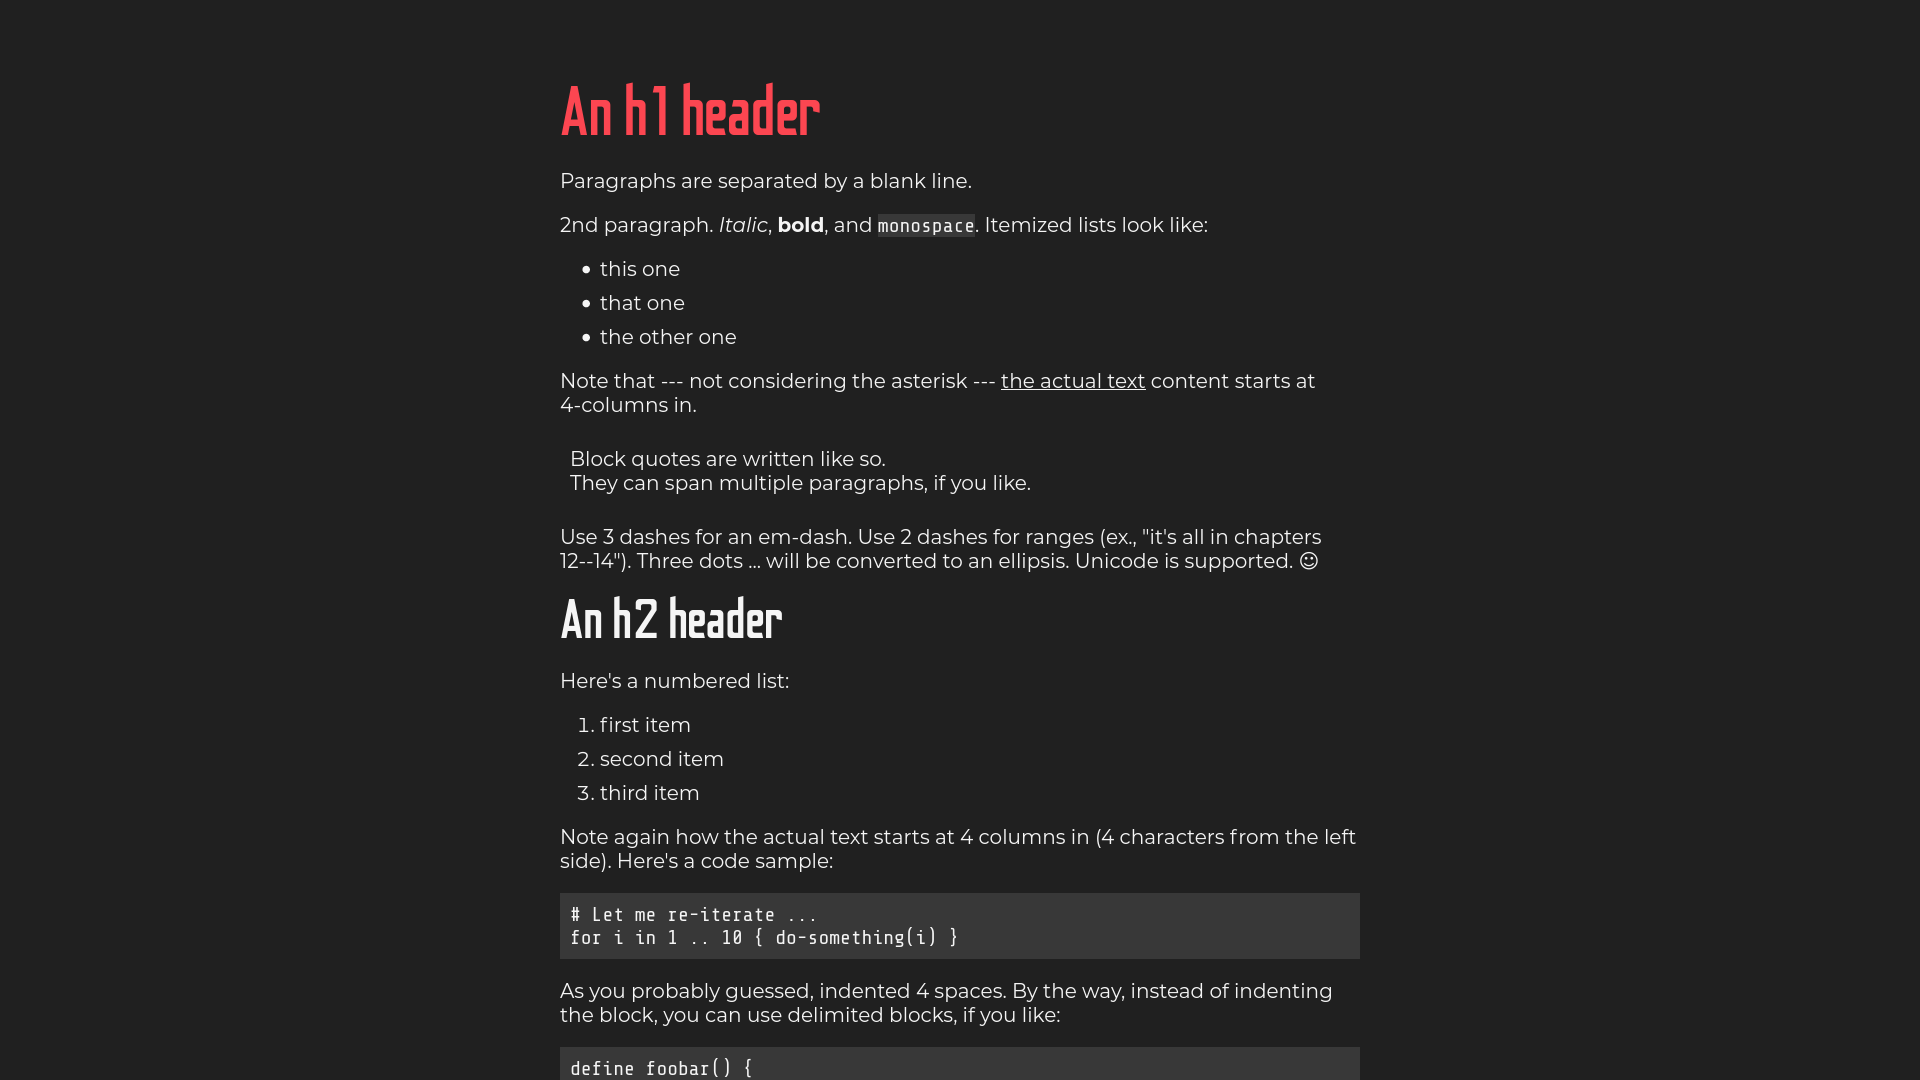 An h1 header
Paragraphs are separated by a blank line.
2nd paragraph. Italic, bold, and monospace. Itemized lists look like:
• this one
• that one
• the other one
Note that --- not considering the asterisk --- the actual text content starts at
4-columns in.
Block quotes are written like so.
They can span multiple paragraphs, if you like.
Use 3 dashes for an em-dash. Use 2 dashes for ranges (ex., "it's all in chapters
12--14"). Three dots ... will be converted to an ellipsis. Unicode is supported. ☺
An h2 header
Here's a numbered list:
1. first item
2. second item
3. third item
Note again how the actual text starts at 4 columns in (4 characters from the left
side). Here's a code sample:
# Let me re-iterate ...
for i in 1 .. 10 { do-something(i) }
As you probably guessed, indented 4 spaces. By the way, instead of indenting
the block, you can use delimited blocks, if you like:
define foobar() {